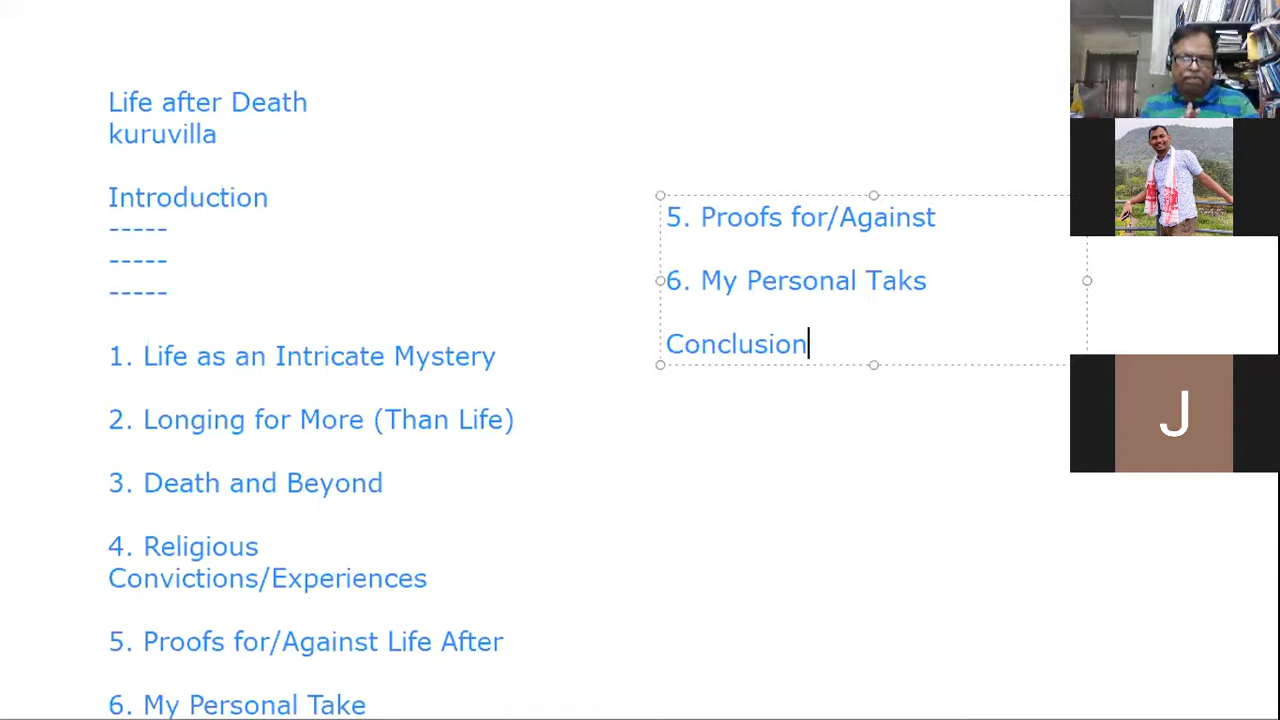 Life after Death
kuruvilla
Introduction
-----
-----
-----
1. Life as an Intricate Mystery
2. Longing for More (Than Life)
3. Death and Beyond
4. Religious
Convictions/Experiences
5. Proofs for/Against Life After
6. My Personal Take
5. Proofs for/Against
6. My Personal Taks
Conclusion
J